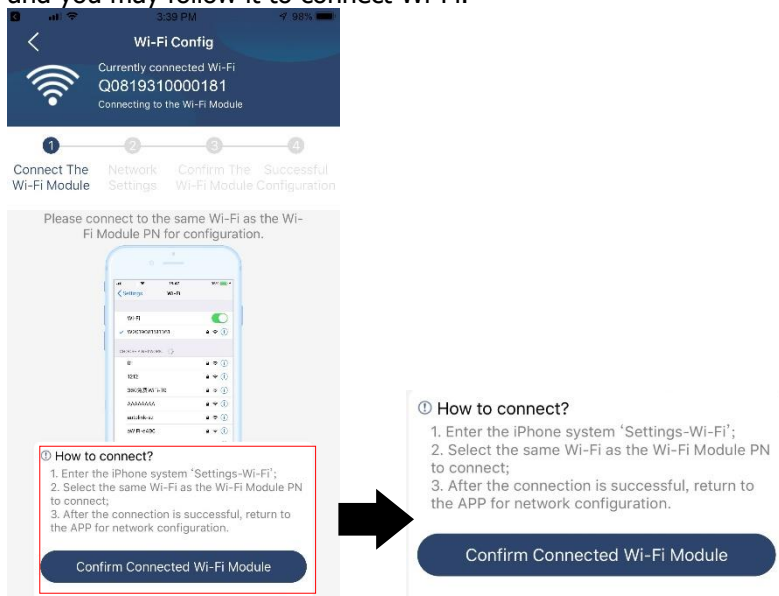 and you may follow it to connect Wi-Fi.
3:39 PM
98%
Wi-Fi Config
Currently connected Wi-Fi
Q0819310000181
Connecting to the Wi-Fi Module
1
2
3
4
Connect The
Wi-Fi Module
Network
Settings
Confirm The
Wi-Fi Module
Successful
Configuration
Please connect to the same Wi-Fi as the Wi-
Fi Module PN for configuration.
Settings
Wi-Fi
Wi-Fi
How to connect?
1. Enter the iPhone system ‘Settings-Wi-Fi’;
2. Select the same Wi-Fi as the Wi-Fi Module PN
to connect;
3. After the connection is successful, return to
the APP for network configuration.
Confirm Connected Wi-Fi Module
How to connect?
1. Enter the iPhone system ‘Settings-Wi-Fi’;
2. Select the same Wi-Fi as the Wi-Fi Module PN
to connect;
3. After the connection is successful, return to
the APP for network configuration.
Confirm Connected Wi-Fi Module